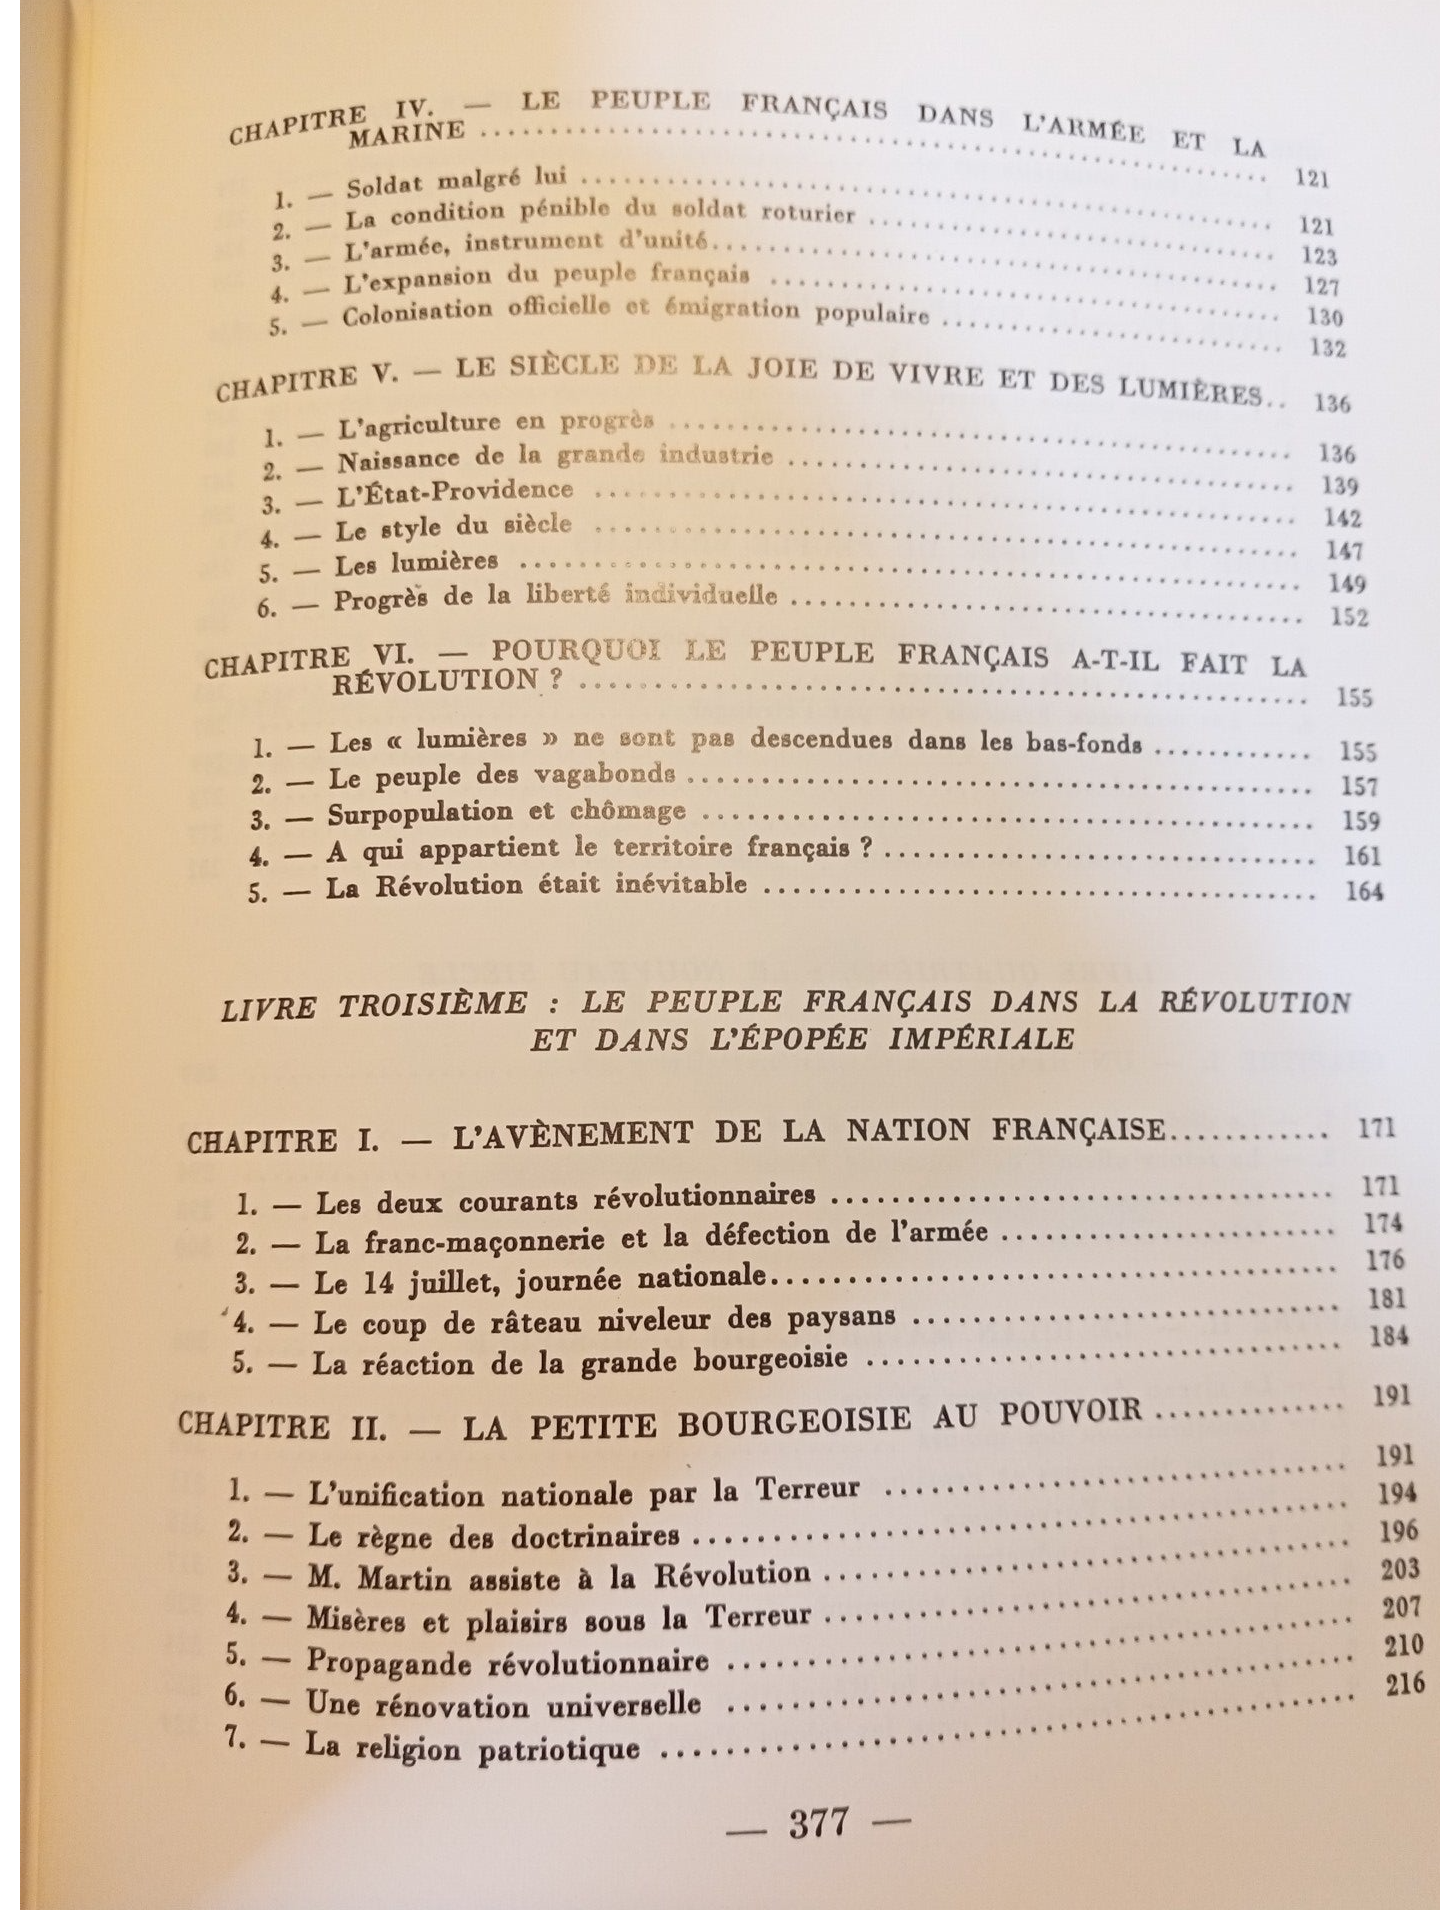 CHAPITRE IV. — LE PEUPLE FRANÇAIS DANS L'ARMÉE ET LA
MARINE .......... 121
1. — Soldat malgré lui .......... 121
2. — La condition pénible du soldat roturier .......... 123
3. — L'armée, instrument d'unité .......... 127
4. — L'expansion du peuple français .......... 130
5. — Colonisation officielle et émigration populaire .......... 132
CHAPITRE V. — LE SIÈCLE DE LA JOIE DE VIVRE ET DES LUMIÈRES.. 136
1. — L'agriculture en progrès .......... 136
2. — Naissance de la grande industrie .......... 139
3. — L'État-Providence .......... 142
4. — Le style du siècle .......... 147
5. — Les lumières .......... 149
6. — Progrès de la liberté individuelle .......... 152
CHAPITRE VI. — POURQUOI LE PEUPLE FRANÇAIS A-T-IL FAIT LA
RÉVOLUTION ? .......... 155
1. — Les « lumières » ne sont pas descendues dans les bas-fonds .......... 155
2. — Le peuple des vagabonds .......... 157
3. — Surpopulation et chômage .......... 159
4. — A qui appartient le territoire français ? .......... 161
5. — La Révolution était inévitable .......... 164
LIVRE TROISIÈME : LE PEUPLE FRANÇAIS DANS LA RÉVOLUTION
ET DANS L'ÉPOPÉE IMPÉRIALE
CHAPITRE I. — L'AVÈNEMENT DE LA NATION FRANÇAISE .......... 171
1. — Les deux courants révolutionnaires .......... 171
2. — La franc-maçonnerie et la défection de l'armée .......... 174
3. — Le 14 juillet, journée nationale .......... 176
4. — Le coup de râteau niveleur des paysans .......... 181
5. — La réaction de la grande bourgeoisie .......... 184
CHAPITRE II. — LA PETITE BOURGEOISIE AU POUVOIR .......... 191
1. — L'unification nationale par la Terreur .......... 191
2. — Le règne des doctrinaires .......... 194
3. — M. Martin assiste à la Révolution .......... 196
4. — Misères et plaisirs sous la Terreur .......... 203
5. — Propagande révolutionnaire .......... 207
6. — Une rénovation universelle .......... 210
7. — La religion patriotique .......... 216
— 377 —